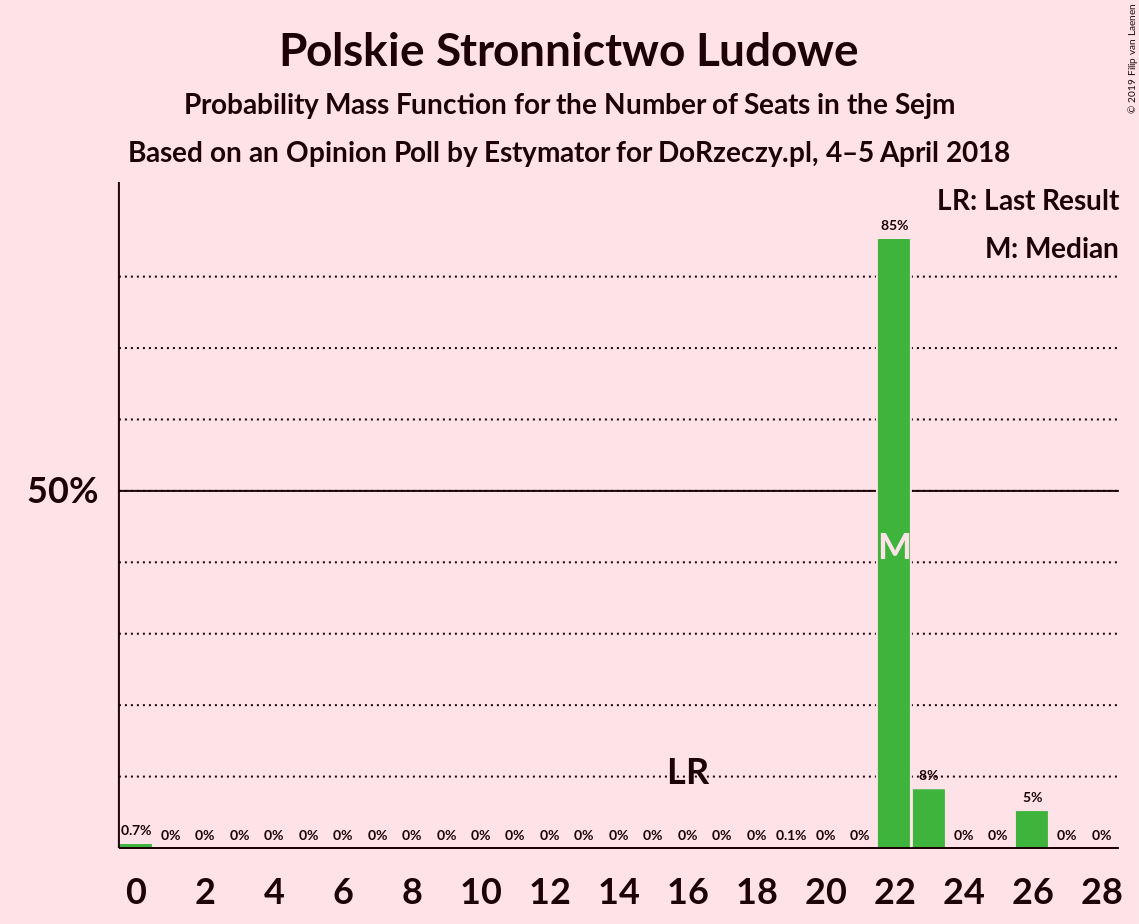 Polskie Stronnictwo Ludowe
Probability Mass Function for the Number of Seats in the Sejm
Based on an Opinion Poll by Estymator for DoRzeczy.pl, 4–5 April 2018
© 2019 Filip van Laenen
LR: Last Result
M: Median
85%
50%
M
LR
8%
5%
0.7% 0% 0% 0% 0% 0% 0% 0% 0% 0% 0% 0% 0% 0% 0% 0% 0% 0% 0% 0.1% 0% 0% 0% 0% 0% 0%
0 2 4 6 8 10 12 14 16 18 20 22 24 26 28